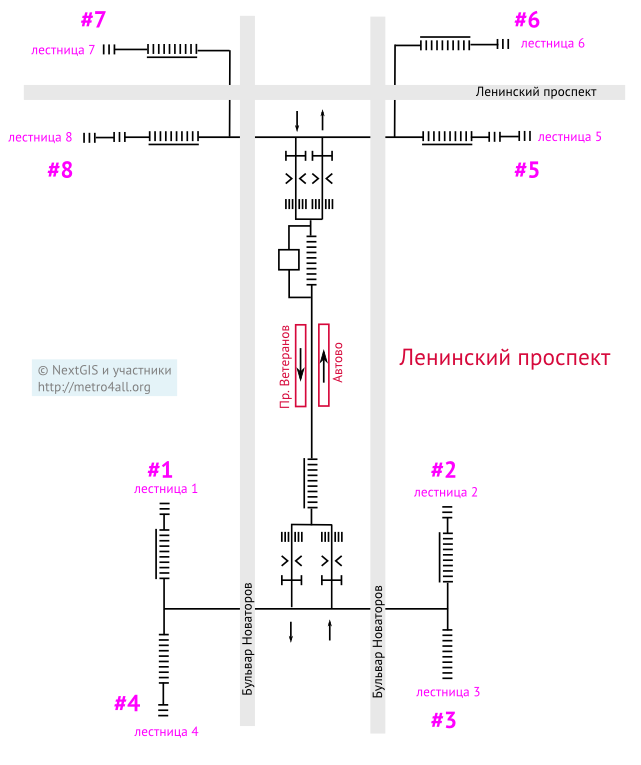 #7
#6
лестница 7
лестница 6
Ленинский проспект
лестница 8
лестница 5
#8
#5
Пр. Ветеранов
Автово
Ленинский проспект
© NextGIS и участники
http://metro4all.org
#1
#2
лестница 1
лестница 2
Бульвар Новаторов
Бульвар Новаторов
лестница 3
#4
#3
лестница 4